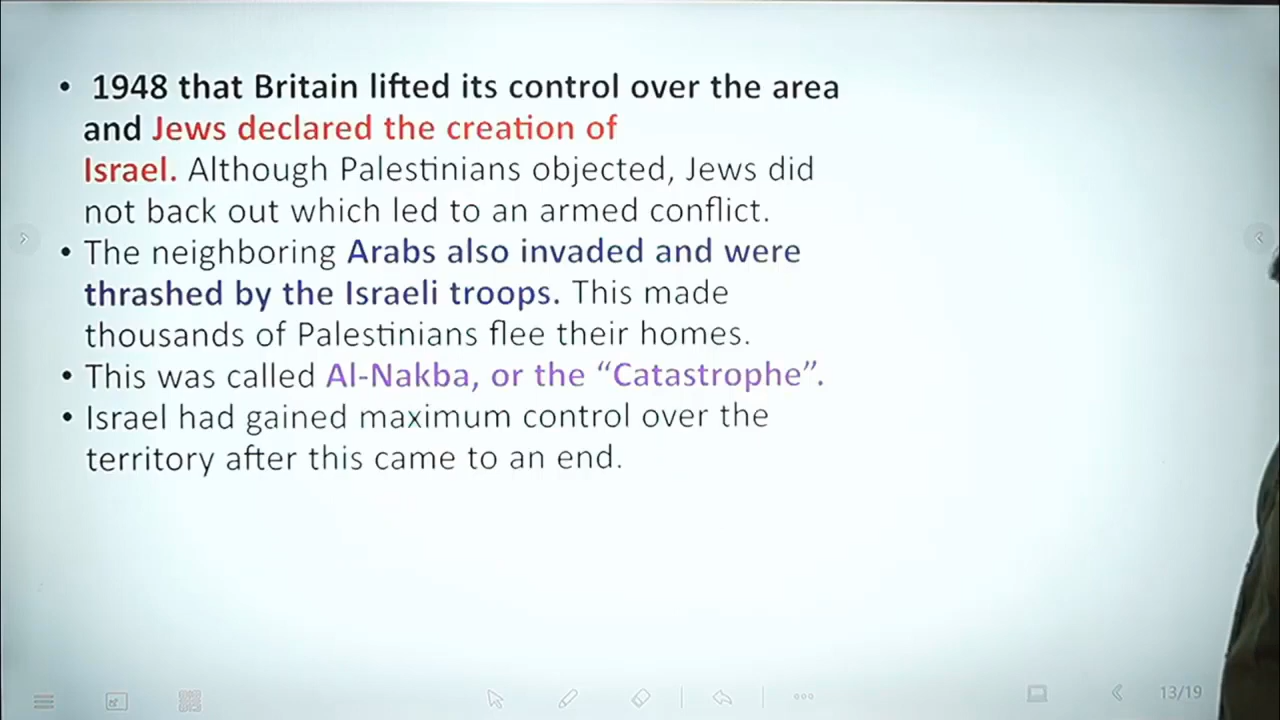 • 1948 that Britain lifted its control over the area
and Jews declared the creation of
Israel. Although Palestinians objected, Jews did
not back out which led to an armed conflict.
• The neighboring Arabs also invaded and were
thrashed by the Israeli troops. This made
thousands of Palestinians flee their homes.
• This was called Al-Nakba, or the “Catastrophe”.
• Israel had gained maximum control over the
territory after this came to an end.
13/19